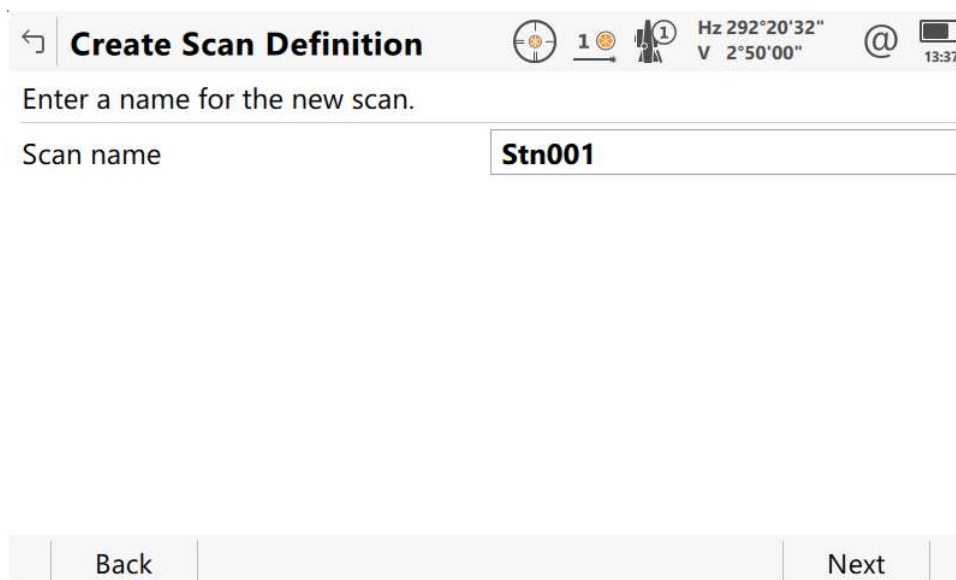 Create Scan Definition
1
1
Hz 292°20'32"
V 2°50'00"
@
13:37
Enter a name for the new scan.
Scan name
Stn001
Back
Next